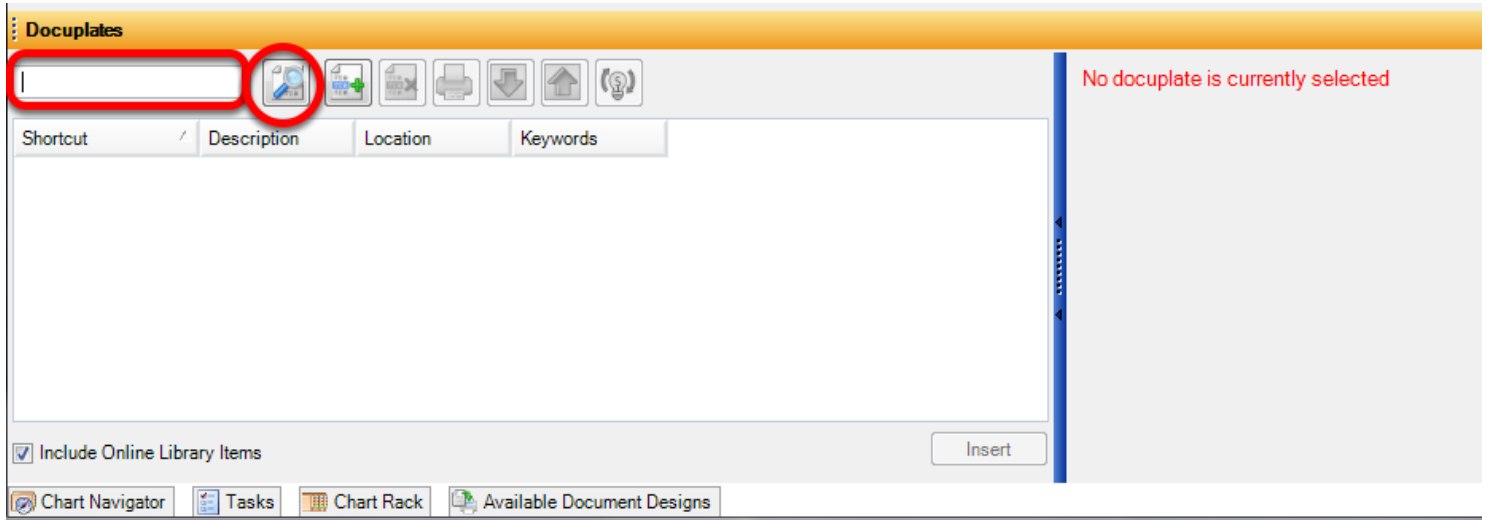 Docuplates
No docuplate is currently selected
Shortcut Description Location Keywords
Include Online Library Items
Insert
Chart Navigator Tasks Chart Rack Available Document Designs